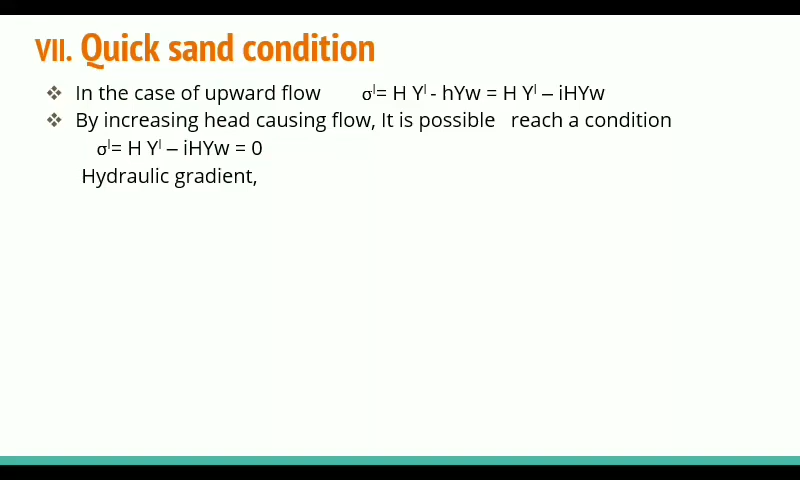 VII. Quick sand condition
❖ In the case of upward flow σˡ= H Yˡ - hYw = H Yˡ – iHYw
❖ By increasing head causing flow, It is possible reach a condition
σˡ= H Yˡ – iHYw = 0
Hydraulic gradient,